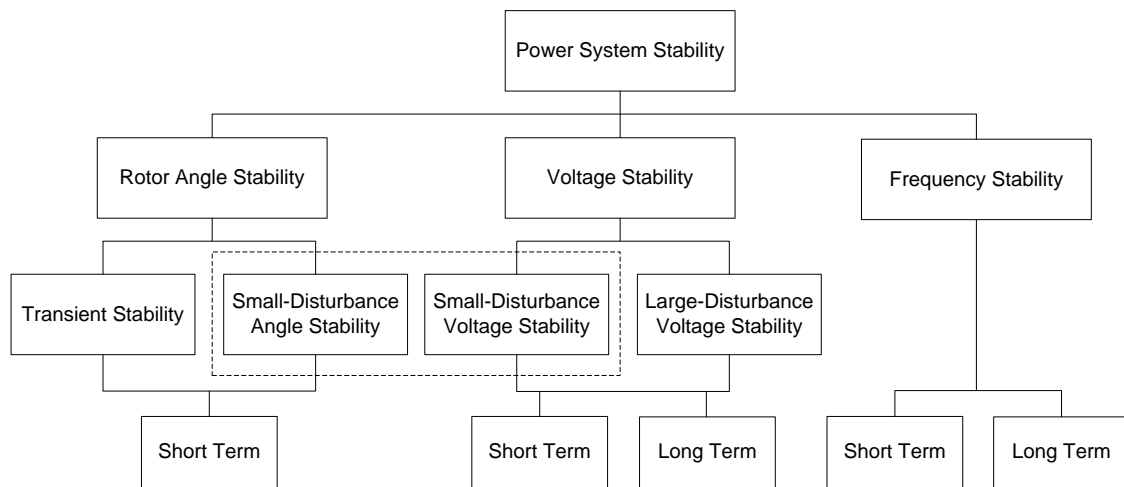 Power System Stability
Rotor Angle Stability
Voltage Stability
Frequency Stability
Transient Stability
Small-Disturbance
Angle Stability
Small-Disturbance
Voltage Stability
Large-Disturbance
Voltage Stability
Short Term
Short Term
Long Term
Short Term
Long Term